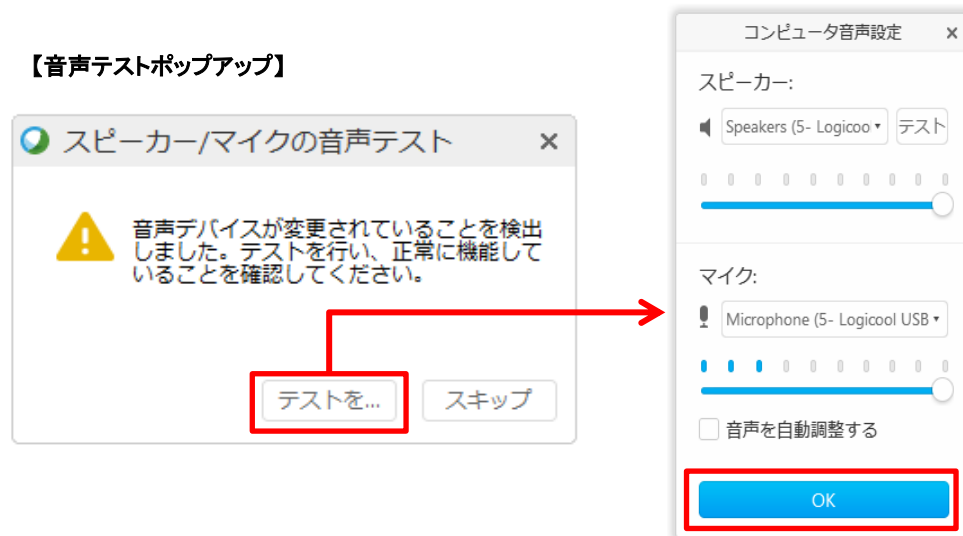 【音声テストポップアップ】
スピーカー/マイクの音声テスト
音声デバイスが変更されていることを検出
しました。テストを行い、正常に機能して
いることを確認してください。
テストを...
スキップ
コンピュータ音声設定
スピーカー:
Speakers (5- Logicoo
テスト
マイク:
Microphone (5- Logicool USB
音声を自動調整する
OK